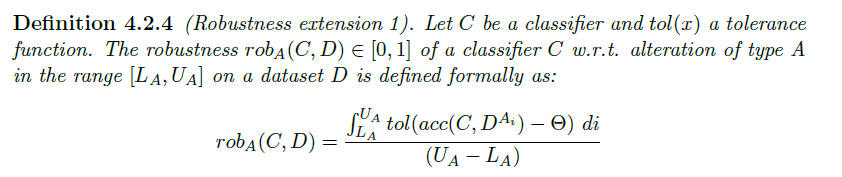 Definition 4.2.4 (Robustness extension 1). Let C be a classifier and tol(x) a tolerance
function. The robustness rob_A(C, D) ∈ [0, 1] of a classifier C w.r.t. alteration of type A
in the range [L_A, U_A] on a dataset D is defined formally as:
rob_A(C, D) = \frac{\int_{L_A}^{U_A} tol(acc(C, D^{A_i}) − Θ) di}{(U_A − L_A)}